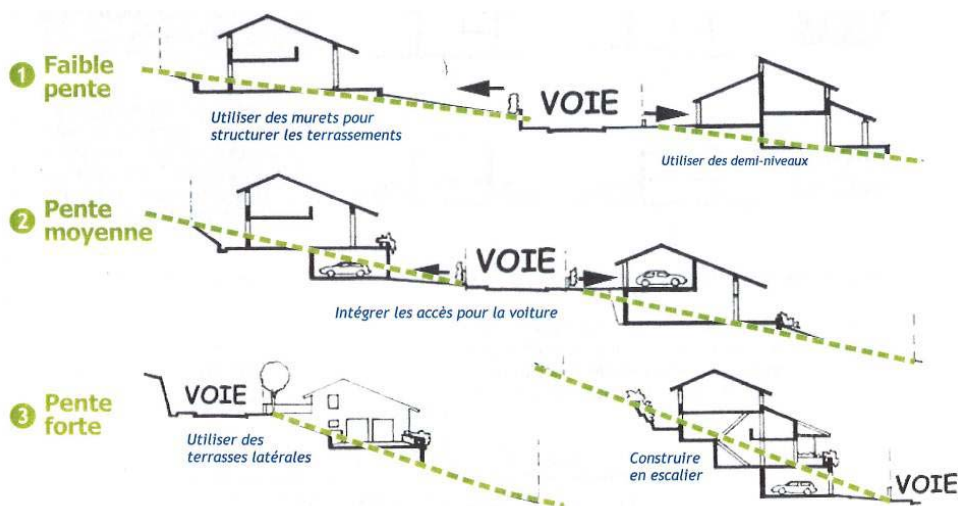 1 Faible
pente
VOIE
Utiliser des murets pour
structurer les terrassements
Utiliser des demi-niveaux
2 Pente
moyenne
VOIE
Intégrer les accès pour la voiture
3 Pente
forte
VOIE
Utiliser des
terrasses latérales
Construire
en escalier
VOIE